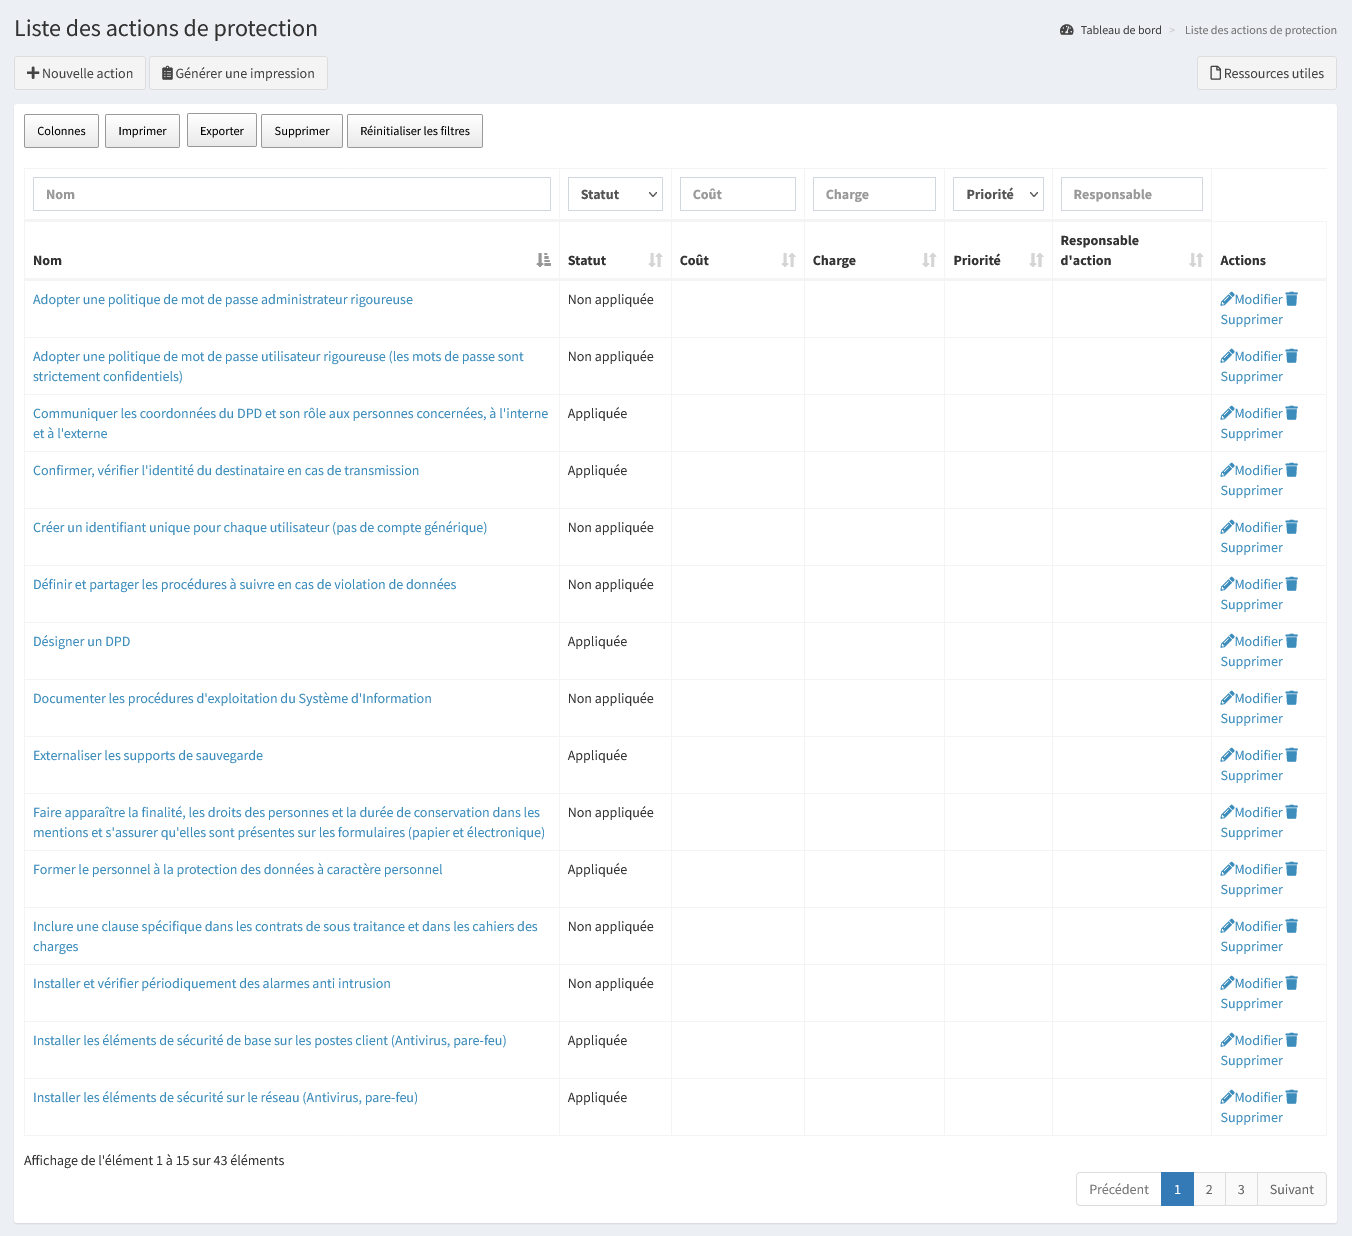 Liste des actions de protection
Tableau de bord > Liste des actions de protection
Nouvelle action
Générer une impression
Ressources utiles
Colonnes
Imprimer
Exporter
Supprimer
Réinitialiser les filtres
Nom
Statut
Coût
Charge
Priorité
Responsable
Nom
Statut
Coût
Charge
Priorité
Responsable
d'action
Actions
Adopter une politique de mot de passe administrateur rigoureuse
Non appliquée
Modifier
Supprimer
Adopter une politique de mot de passe utilisateur rigoureuse (les mots de passe sont
strictement confidentiels)
Non appliquée
Modifier
Supprimer
Communiquer les coordonnées du DPD et son rôle aux personnes concernées, à l'interne
et à l'externe
Appliquée
Modifier
Supprimer
Confirmer, vérifier l'identité du destinataire en cas de transmission
Appliquée
Modifier
Supprimer
Créer un identifiant unique pour chaque utilisateur (pas de compte générique)
Non appliquée
Modifier
Supprimer
Définir et partager les procédures à suivre en cas de violation de données
Non appliquée
Modifier
Supprimer
Désigner un DPD
Appliquée
Modifier
Supprimer
Documenter les procédures d'exploitation du Système d'Information
Non appliquée
Modifier
Supprimer
Externaliser les supports de sauvegarde
Appliquée
Modifier
Supprimer
Faire apparaître la finalité, les droits des personnes et la durée de conservation dans les
mentions et s'assurer qu'elles sont présentes sur les formulaires (papier et électronique)
Non appliquée
Modifier
Supprimer
Former le personnel à la protection des données à caractère personnel
Appliquée
Modifier
Supprimer
Inclure une clause spécifique dans les contrats de sous traitance et dans les cahiers des
charges
Non appliquée
Modifier
Supprimer
Installer et vérifier périodiquement des alarmes anti intrusion
Non appliquée
Modifier
Supprimer
Installer les éléments de sécurité de base sur les postes client (Antivirus, pare-feu)
Appliquée
Modifier
Supprimer
Installer les éléments de sécurité sur le réseau (Antivirus, pare-feu)
Appliquée
Modifier
Supprimer
Affichage de l'élément 1 à 15 sur 43 éléments
Précédent 1 2 3 Suivant